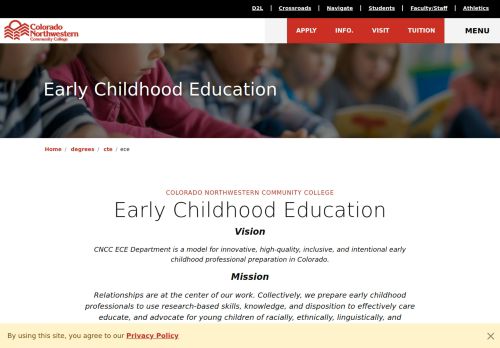 D2L | Crossroads | Navigate | Students | Faculty/Staff | Athletics
Colorado
Northwestern
Community College
APPLY INFO. VISIT TUITION MENU
Early Childhood Education
Home / degrees / cte / ece
COLORADO NORTHWESTERN COMMUNITY COLLEGE
Early Childhood Education
Vision
CNCC ECE Department is a model for innovative, high-quality, inclusive, and intentional early
childhood professional preparation in Colorado.
Mission
Relationships are at the center of our work. Collectively, we prepare early childhood
professionals to use research-based skills, knowledge, and disposition to effectively care
educate, and advocate for young children of racially, ethnically, linguistically, and
By using this site, you agree to our Privacy Policy